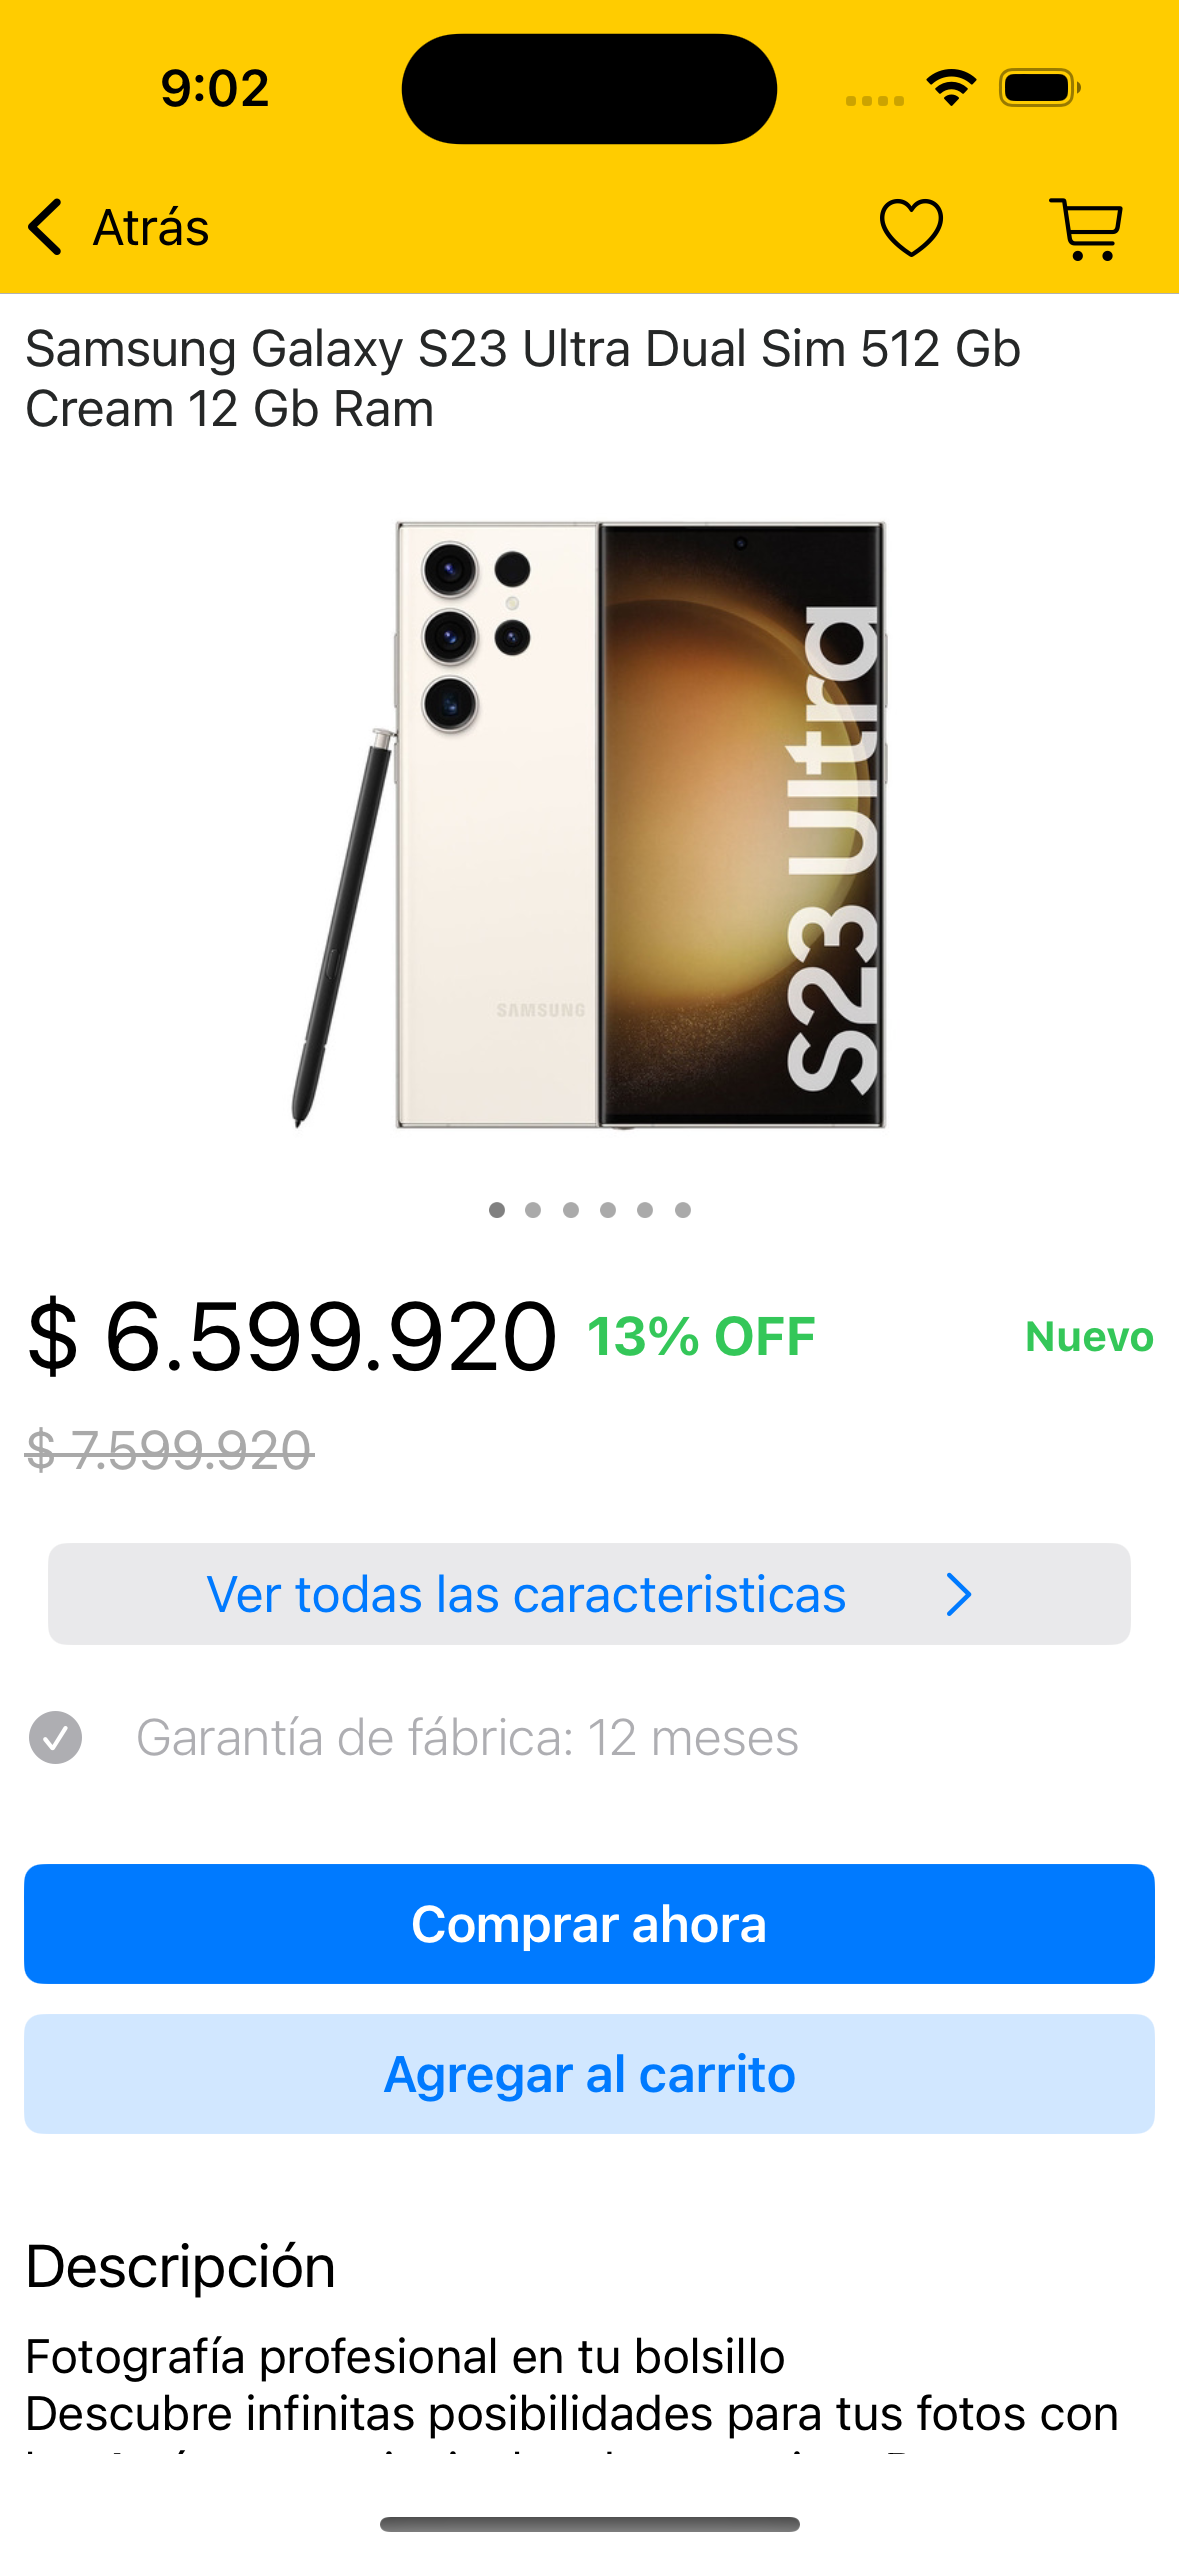 9:02
Atrás
Samsung Galaxy S23 Ultra Dual Sim 512 Gb
Cream 12 Gb Ram
SAMSUNG
S23 Ultra
$ 6.599.920 13% OFF Nuevo
$ 7.599.920
Ver todas las caracteristicas
Garantía de fábrica: 12 meses
Comprar ahora
Agregar al carrito
Descripción
Fotografía profesional en tu bolsillo
Descubre infinitas posibilidades para tus fotos con